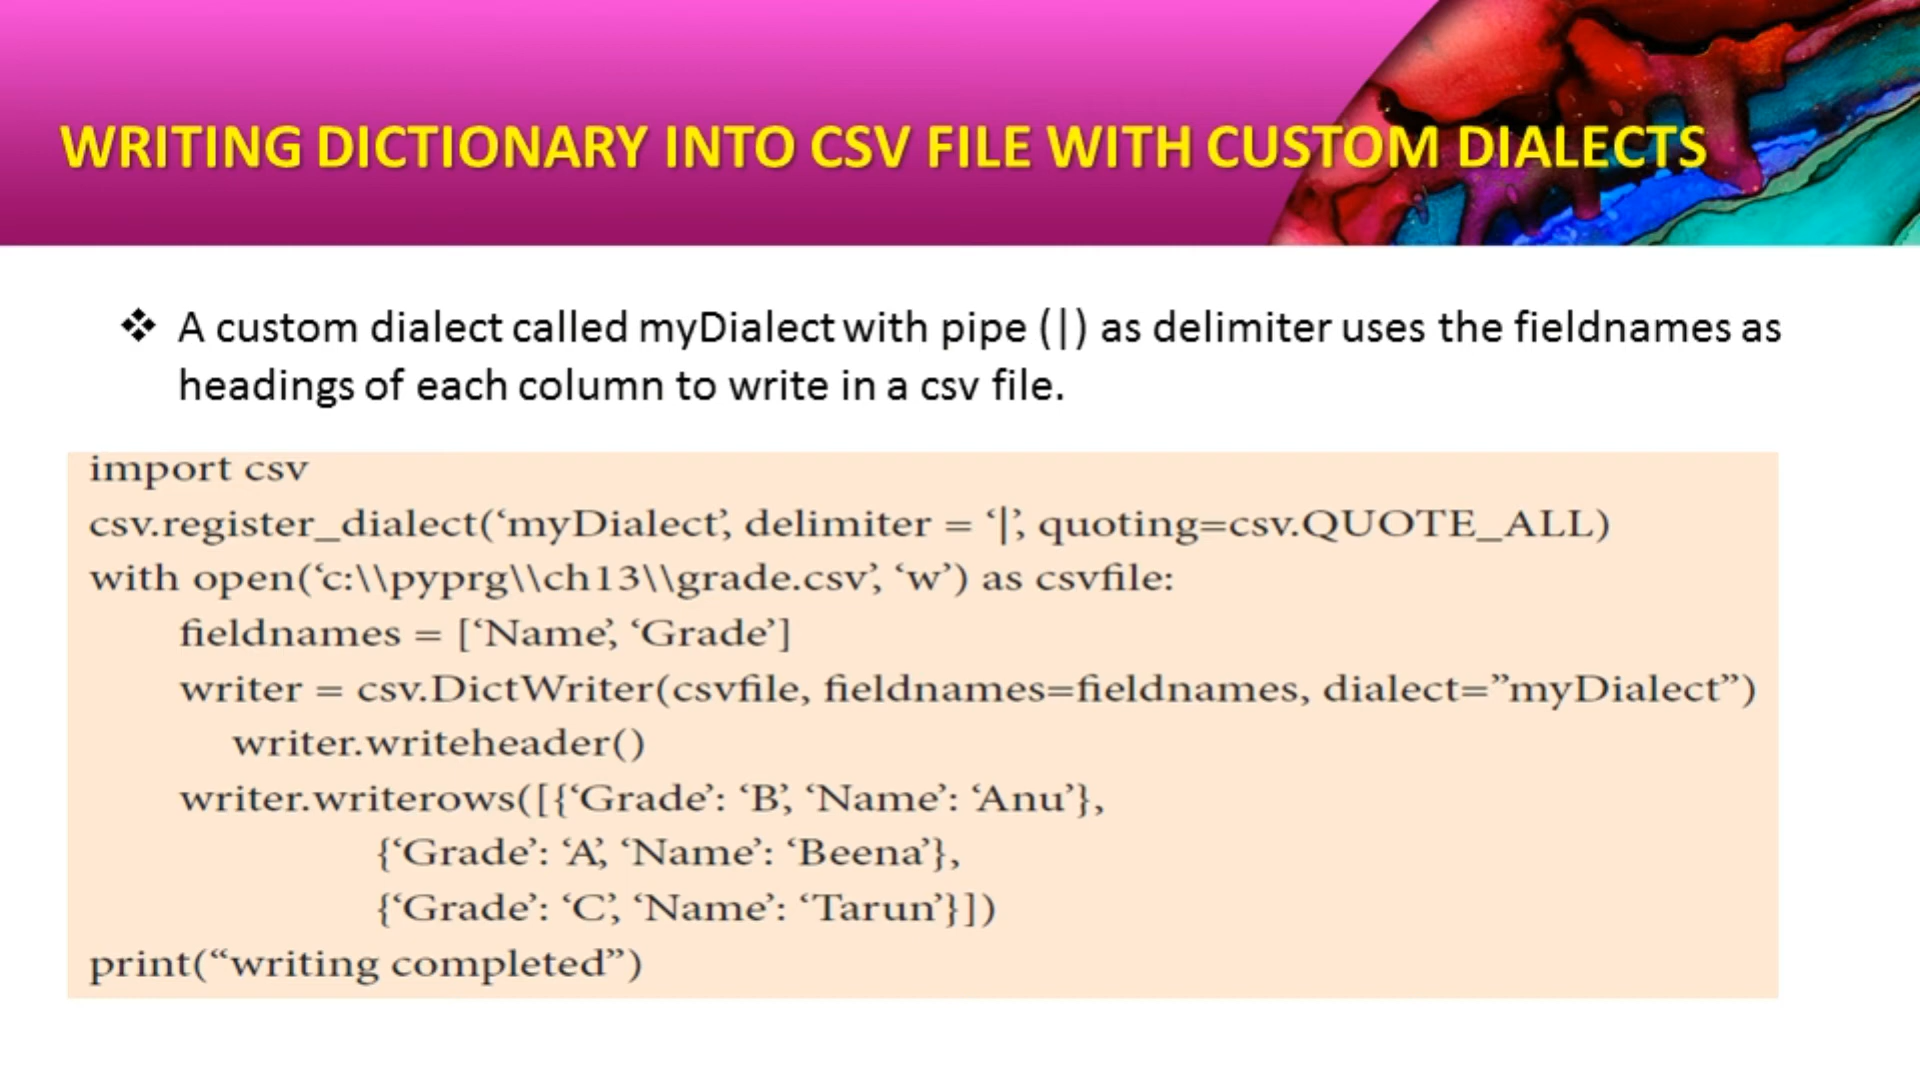 WRITING DICTIONARY INTO CSV FILE WITH CUSTOM DIALECTS
❖ A custom dialect called myDialect with pipe (|) as delimiter uses the fieldnames as
headings of each column to write in a csv file.
import csv
csv.register_dialect(‘myDialect’, delimiter = ‘|’, quoting=csv.QUOTE_ALL)
with open(‘c:\\pyprg\\ch13\\grade.csv’, ‘w’) as csvfile:
fieldnames = [‘Name’, ‘Grade’]
writer = csv.DictWriter(csvfile, fieldnames=fieldnames, dialect=”myDialect”)
writer.writeheader()
writer.writerows([{‘Grade’: ‘B’, ‘Name’: ‘Anu’},
{‘Grade’: ‘A’, ‘Name’: ‘Beena’},
{‘Grade’: ‘C’, ‘Name’: ‘Tarun’}])
print(“writing completed”)